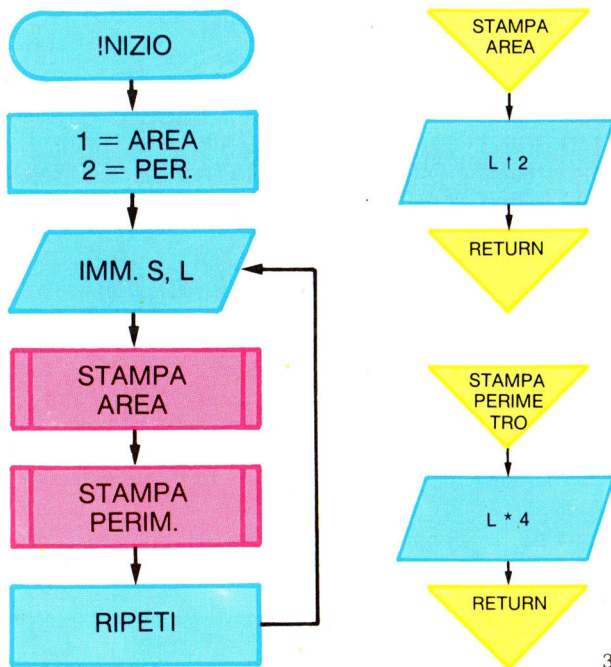 !NIZIO
1 = AREA
2 = PER.
IMM. S, L
STAMPA
AREA
STAMPA
PERIM.
RIPETI
STAMPA
AREA
L ↑ 2
RETURN
STAMPA
PERIME
TRO
L * 4
RETURN
3